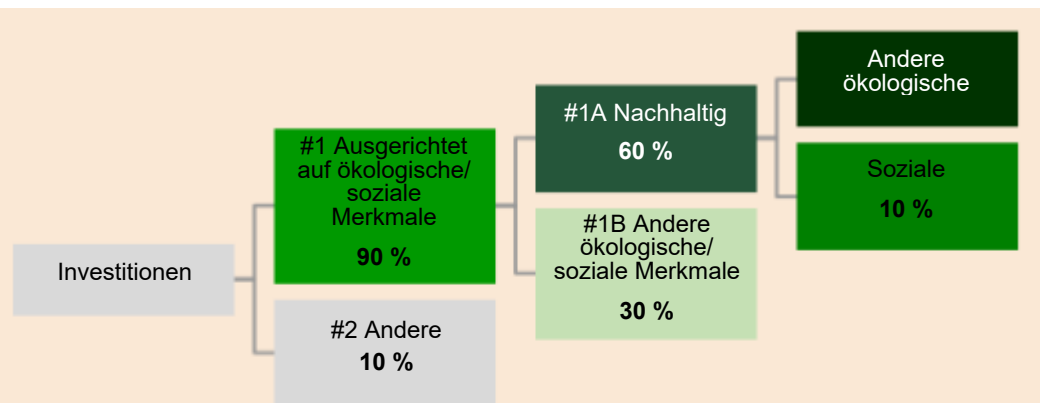 Investitionen
#1 Ausgerichtet
auf ökologische/
soziale
Merkmale
90 %
#2 Andere
10 %
#1A Nachhaltig
60 %
#1B Andere
ökologische/
soziale Merkmale
30 %
Andere
ökologische
Soziale
10 %